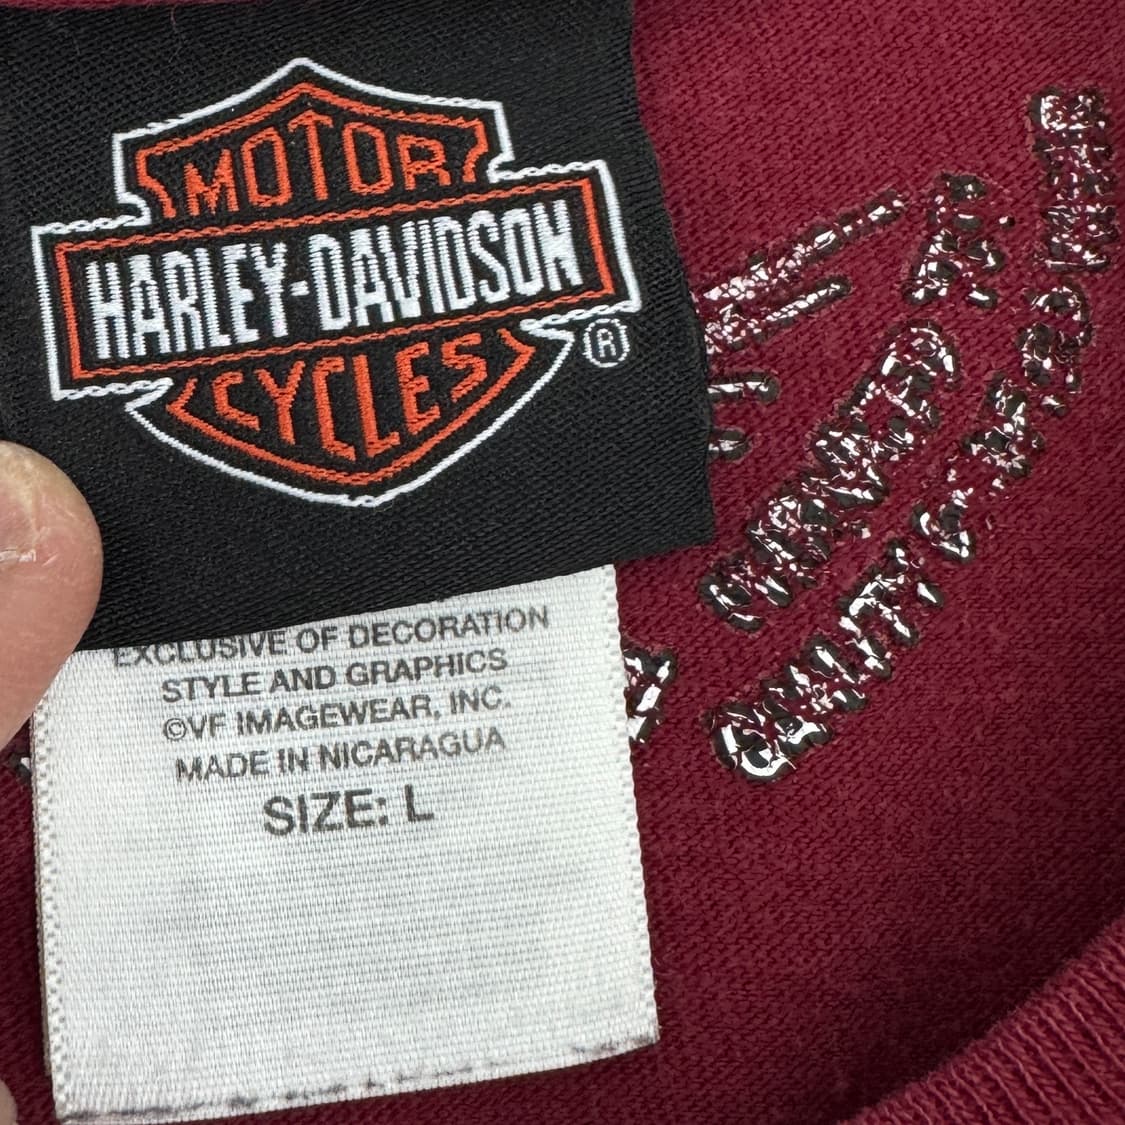 MOTOR
HARLEY-DAVIDSON
®
CYCLES
EXCLUSIVE OF DECORATION
STYLE AND GRAPHICS
©VF IMAGEWEAR, INC.
MADE IN NICARAGUA
SIZE: L